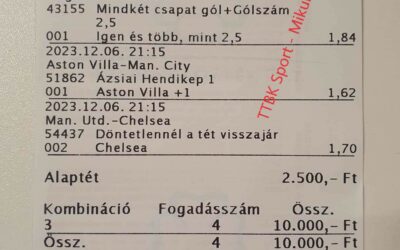 43155 Mindkét csapat gól+Gólszám
2,5
001 Igen és több, mint 2,5 1,84
2023.12.06. 21:15
Aston Villa-Man. City
51862 Ázsiai Hendikep 1
001 Aston Villa +1 1,62
2023.12.06. 21:15
Man. Utd.-Chelsea
54437 Döntetlennél a tét visszajár
002 Chelsea 1,70
Alaptét 2.500,- Ft
Kombináció Fogadásszám Össz.
3 4 10.000,- Ft
Össz. 4 10.000,- Ft
TTBK Sport - Miku